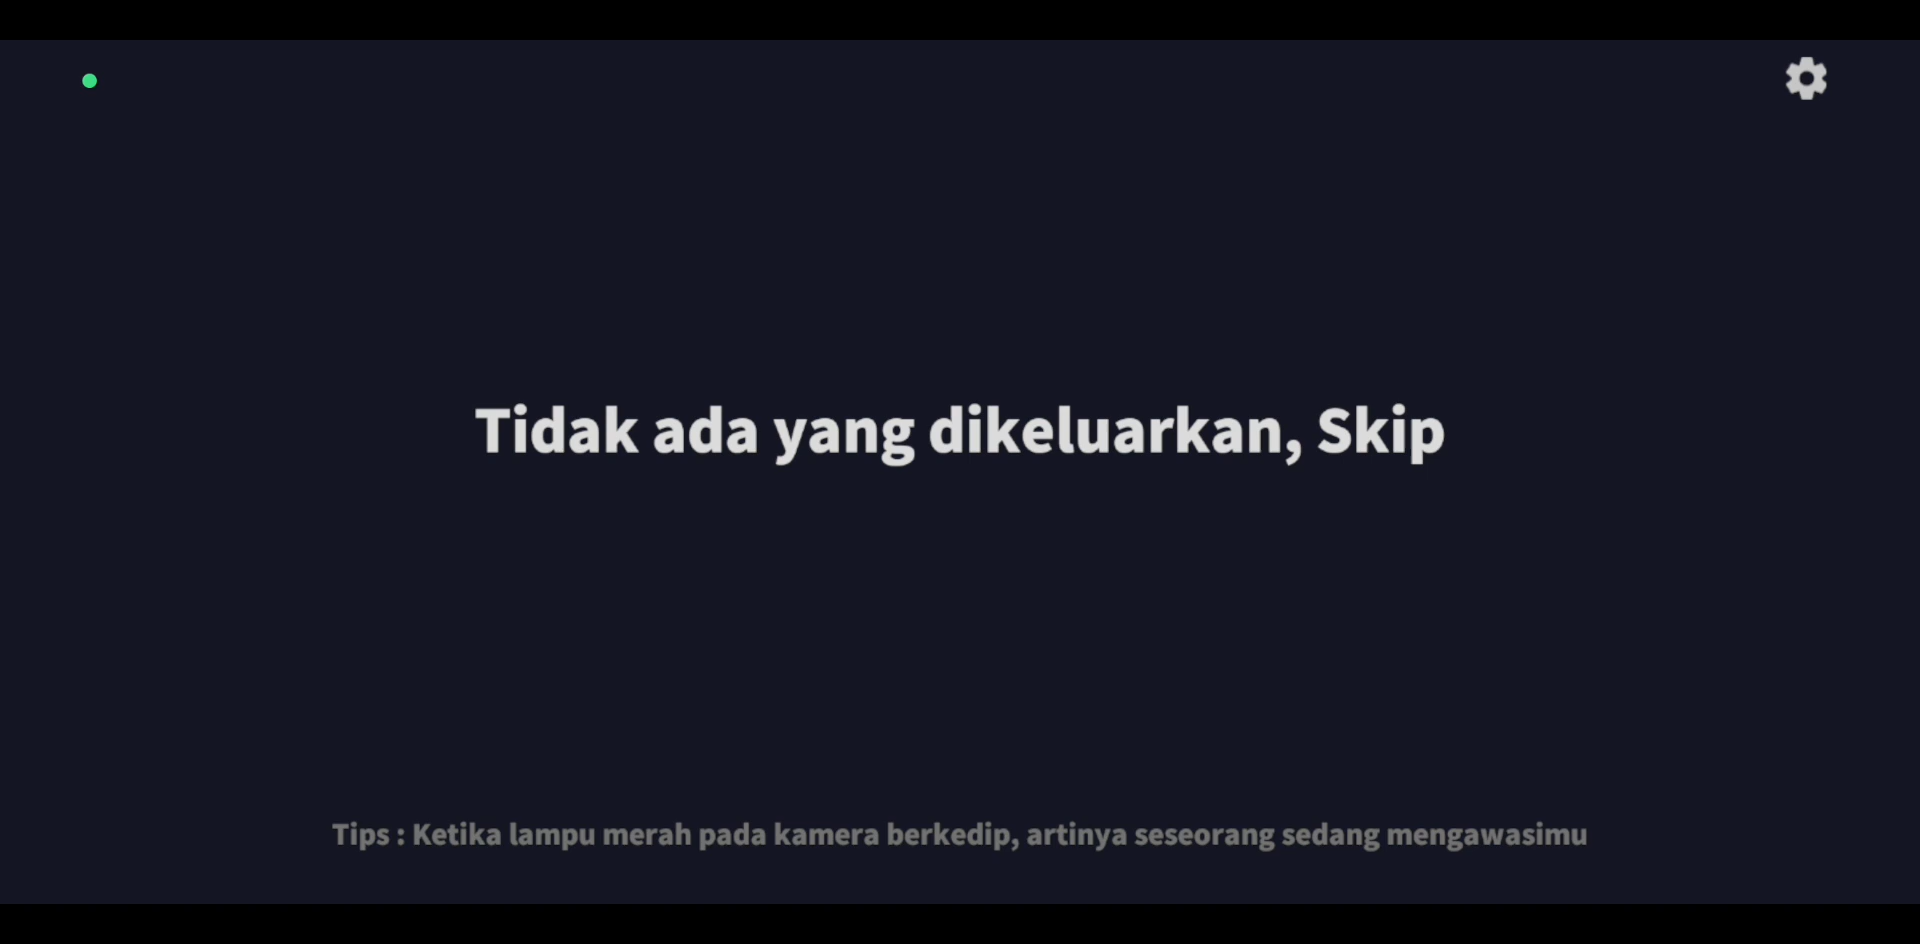 Tidak ada yang dikeluarkan, Skip
Tips : Ketika lampu merah pada kamera berkedip, artinya seseorang sedang mengawasimu